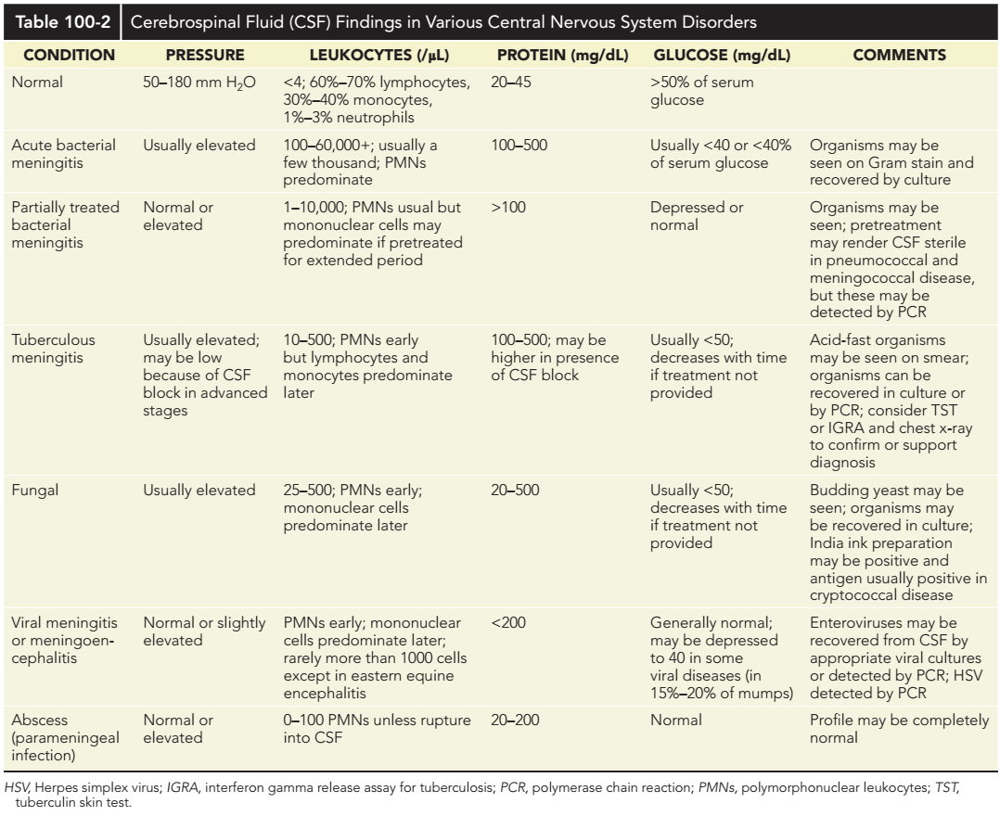 Table 100-2 Cerebrospinal Fluid (CSF) Findings in Various Central Nervous System Disorders
CONDITION PRESSURE LEUKOCYTES (/μL) PROTEIN (mg/dL) GLUCOSE (mg/dL) COMMENTS
Normal 50–180 mm H₂O <4; 60%–70% lymphocytes, 20–45 >50% of serum
30%–40% monocytes, glucose
1%–3% neutrophils
Acute bacterial Usually elevated 100–60,000+; usually a 100–500 Usually <40 or <40% Organisms may be
meningitis few thousand; PMNs of serum glucose seen on Gram stain and
predominate recovered by culture
Partially treated Normal or 1–10,000; PMNs usual but >100 Depressed or Organisms may be
bacterial elevated mononuclear cells may normal seen; pretreatment
meningitis predominate if pretreated may render CSF sterile
for extended period in pneumococcal and
meningococcal disease,
but these may be
detected by PCR
Tuberculous Usually elevated; 10–500; PMNs early 100–500; may be Usually <50; Acid-fast organisms
meningitis may be low but lymphocytes and higher in presence decreases with time may be seen on smear;
because of CSF monocytes predominate of CSF block if treatment not organisms can be
block in advanced later provided recovered in culture or
stages by PCR; consider TST
or IGRA and chest x-ray
to confirm or support
diagnosis
Fungal Usually elevated 25–500; PMNs early; 20–500 Usually <50; Budding yeast may be
mononuclear cells decreases with time seen; organisms may
predominate later if treatment not be recovered in culture;
provided India ink preparation
may be positive and
antigen usually positive in
cryptococcal disease
Viral meningitis Normal or slightly PMNs early; mononuclear <200 Generally normal; Enteroviruses may be
or meningoen- elevated cells predominate later; may be depressed recovered from CSF by
cephalitis rarely more than 1000 cells to 40 in some appropriate viral cultures
except in eastern equine viral diseases (in or detected by PCR; HSV
encephalitis 15%–20% of mumps) detected by PCR
Abscess Normal or 0–100 PMNs unless rupture 20–200 Normal Profile may be completely
(parameningeal elevated into CSF normal
infection)
HSV, Herpes simplex virus; IGRA, interferon gamma release assay for tuberculosis; PCR, polymerase chain reaction; PMNs, polymorphonuclear leukocytes; TST,
tuberculin skin test.